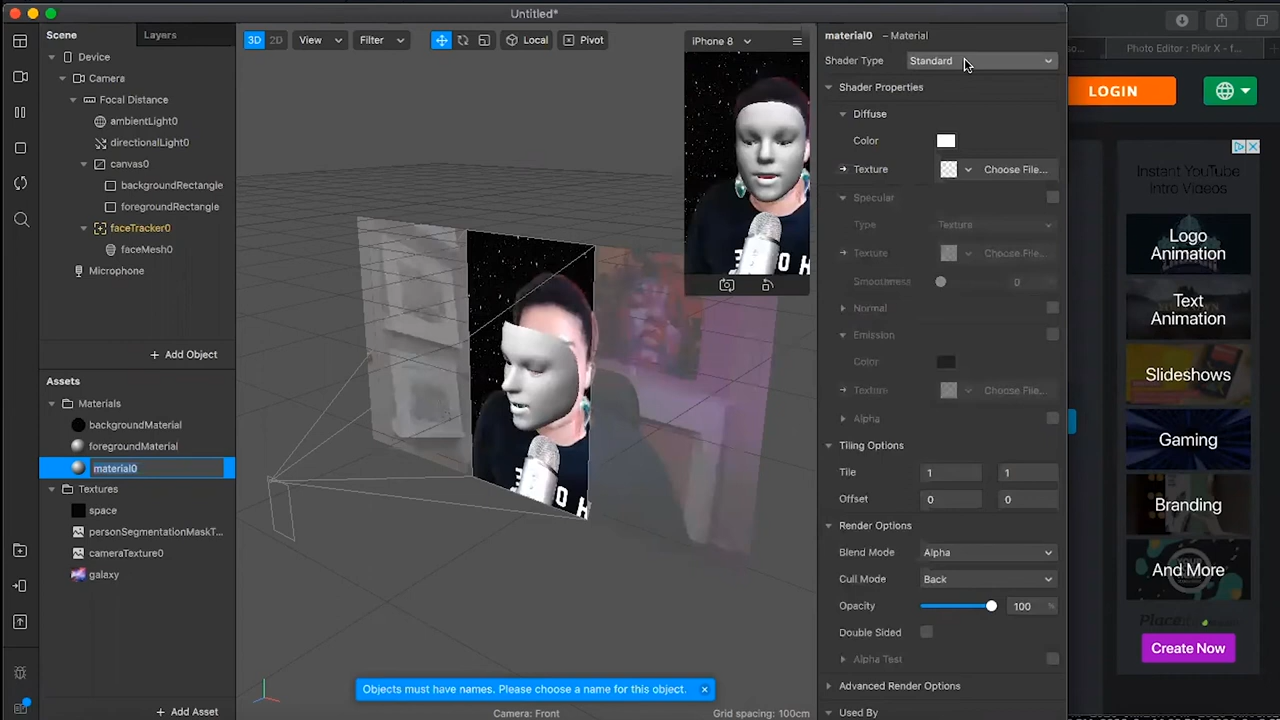 Untitled*
Scene
Layers
Device
Camera
Focal Distance
ambientLight0
directionalLight0
canvas0
backgroundRectangle
foregroundRectangle
faceTracker0
faceMesh0
Microphone
Add Object
Assets
Materials
backgroundMaterial
foregroundMaterial
material0
Textures
space
personSegmentationMaskT...
cameraTexture0
galaxy
Add Asset
3D 2D View Filter Local Pivot
iPhone 8
Objects must have names. Please choose a name for this object.
Camera: Front
Grid spacing: 100cm
material0 – Material
Shader Type Standard
Shader Properties
Diffuse
Color
Texture Choose File...
Specular
Type Texture
Texture Choose File...
Smoothness 0
Normal
Emission
Color
Texture Choose File...
Alpha
Tiling Options
Tile 1 1
Offset 0 0
Render Options
Blend Mode Alpha
Cull Mode Back
Opacity 100 %
Double Sided
Alpha Test
Advanced Render Options
Used By
so...
Photo Editor : Pixlr X - f...
LOGIN
Instant YouTube
Intro Videos
Logo
Animation
Text
Animation
Slideshows
Gaming
Branding
And More
Create Now